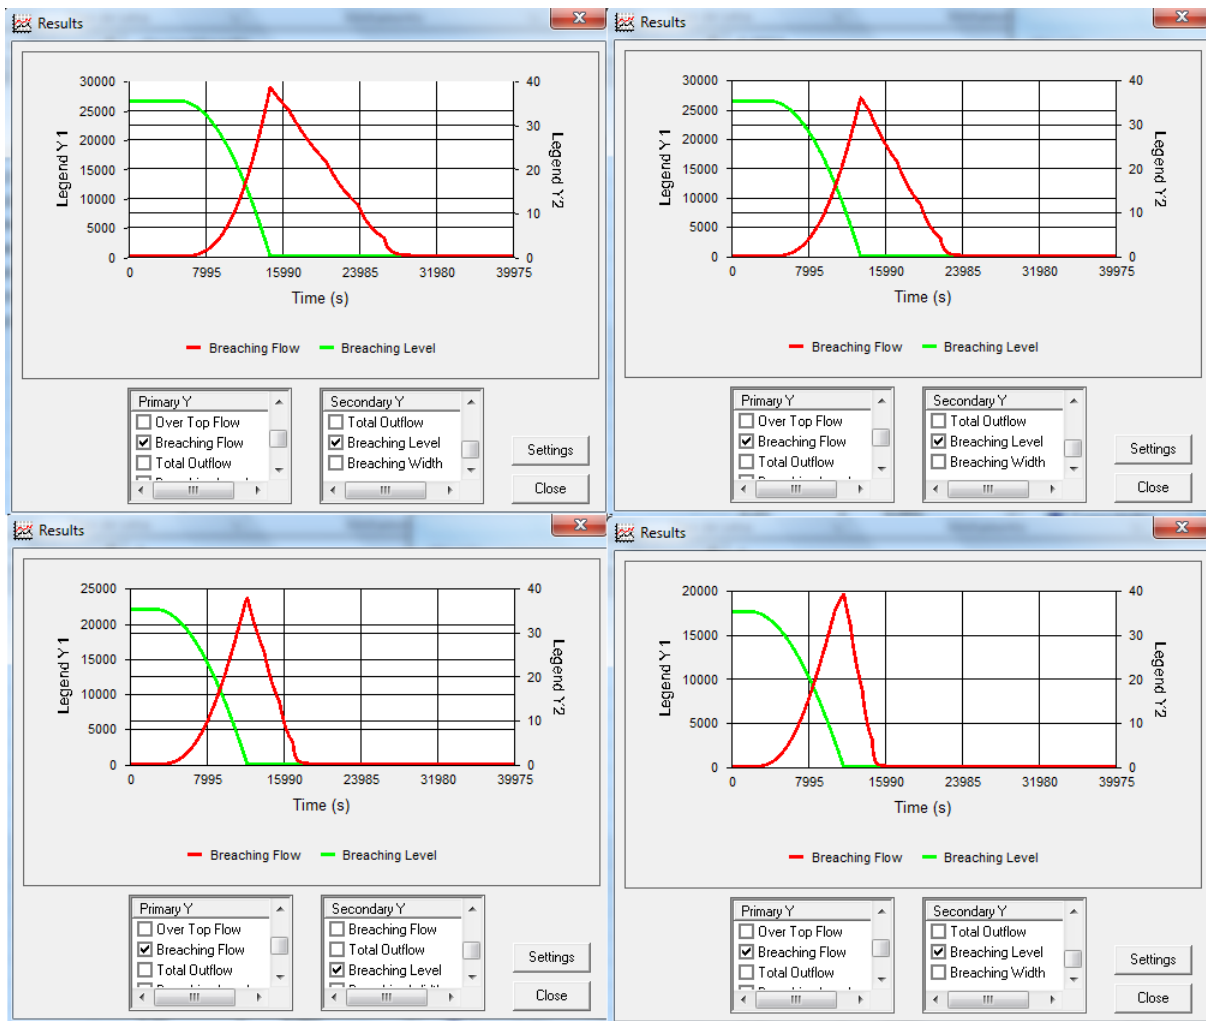 Results
30000
25000
20000
15000
10000
5000
0
Legend Y 1
40
30
20
10
0
Legend Y2
0 7995 15990 23985 31980 39975
Time (s)
Breaching Flow Breaching Level
Primary Y
Over Top Flow
Breaching Flow
Total Outflow
Secondary Y
Total Outflow
Breaching Level
Breaching Width
Settings
Close
Results
30000
25000
20000
15000
10000
5000
0
Legend Y 1
40
30
20
10
0
Legend Y2
0 7995 15990 23985 31980 39975
Time (s)
Breaching Flow Breaching Level
Primary Y
Over Top Flow
Breaching Flow
Total Outflow
Secondary Y
Total Outflow
Breaching Level
Breaching Width
Settings
Close
Results
25000
20000
15000
10000
5000
0
Legend Y 1
40
30
20
10
0
Legend Y2
0 7995 15990 23985 31980 39975
Time (s)
Breaching Flow Breaching Level
Primary Y
Over Top Flow
Breaching Flow
Total Outflow
Secondary Y
Breaching Flow
Total Outflow
Breaching Level
Settings
Close
Results
20000
15000
10000
5000
0
Legend Y 1
40
30
20
10
0
Legend Y2
0 7995 15990 23985 31980 39975
Time (s)
Breaching Flow Breaching Level
Primary Y
Over Top Flow
Breaching Flow
Total Outflow
Secondary Y
Total Outflow
Breaching Level
Breaching Width
Settings
Close